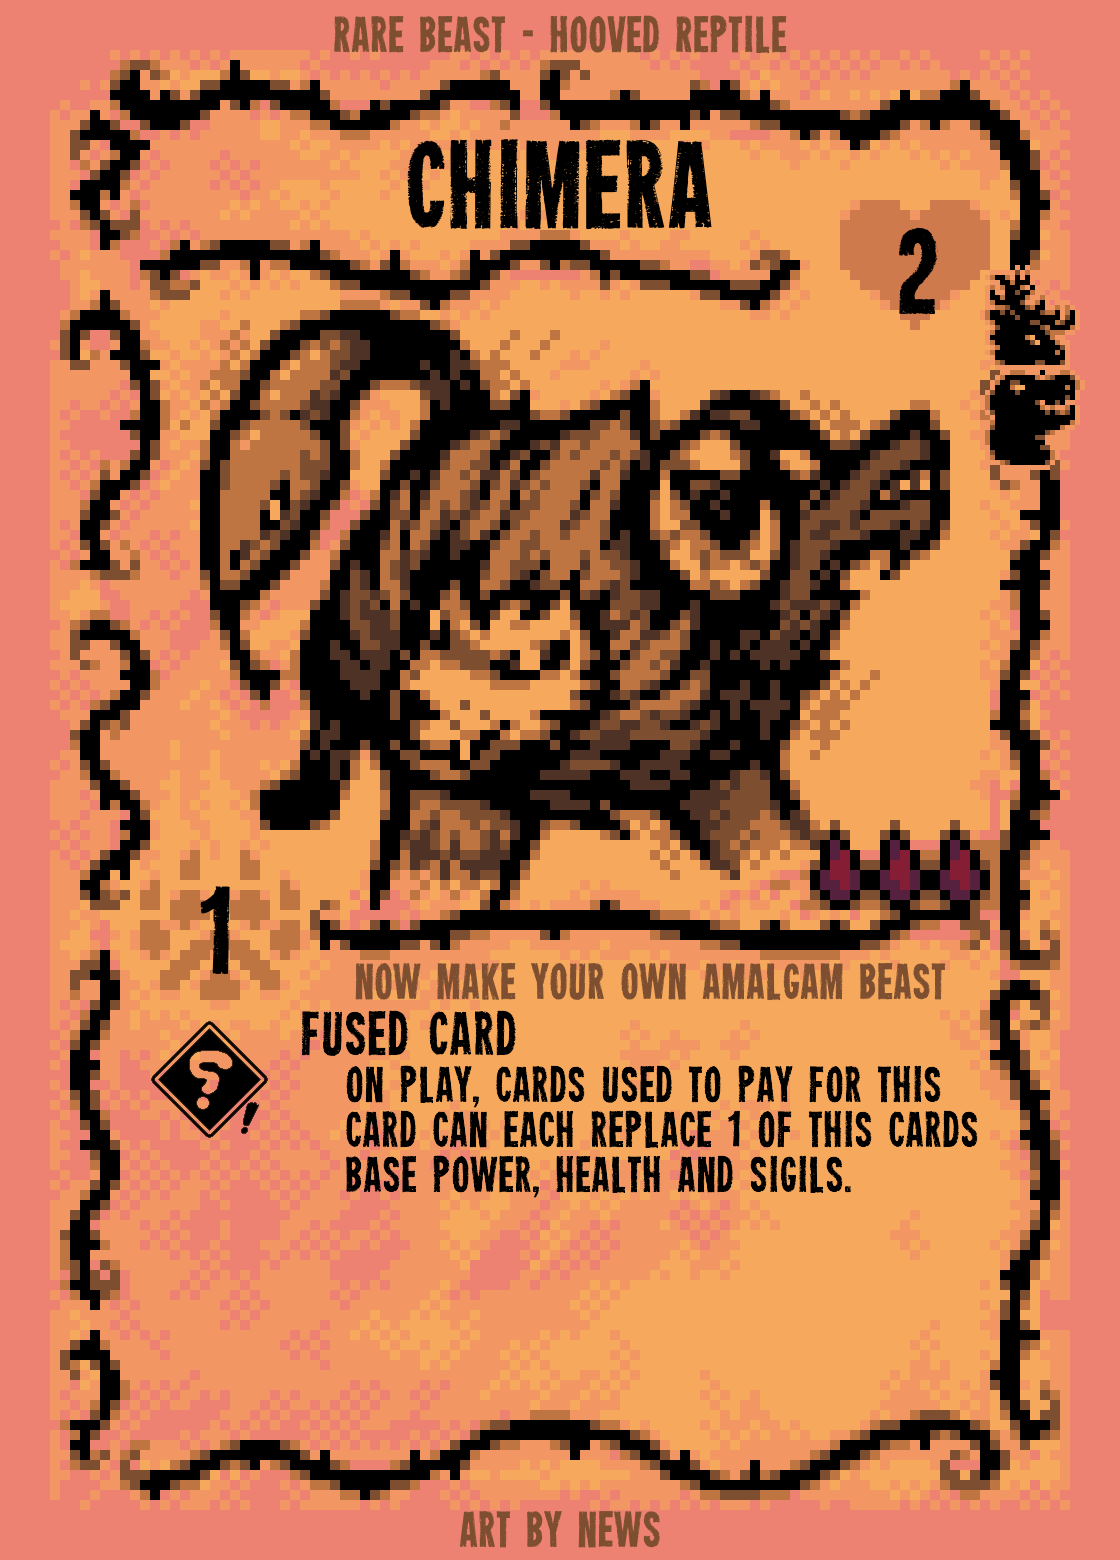 RARE BEAST - HOOVED REPTILE
CHIMERA
2
1
NOW MAKE YOUR OWN AMALGAM BEAST
FUSED CARD
?!
ON PLAY, CARDS USED TO PAY FOR THIS
CARD CAN EACH REPLACE 1 OF THIS CARDS
BASE POWER, HEALTH AND SIGILS.
ART BY NEWS